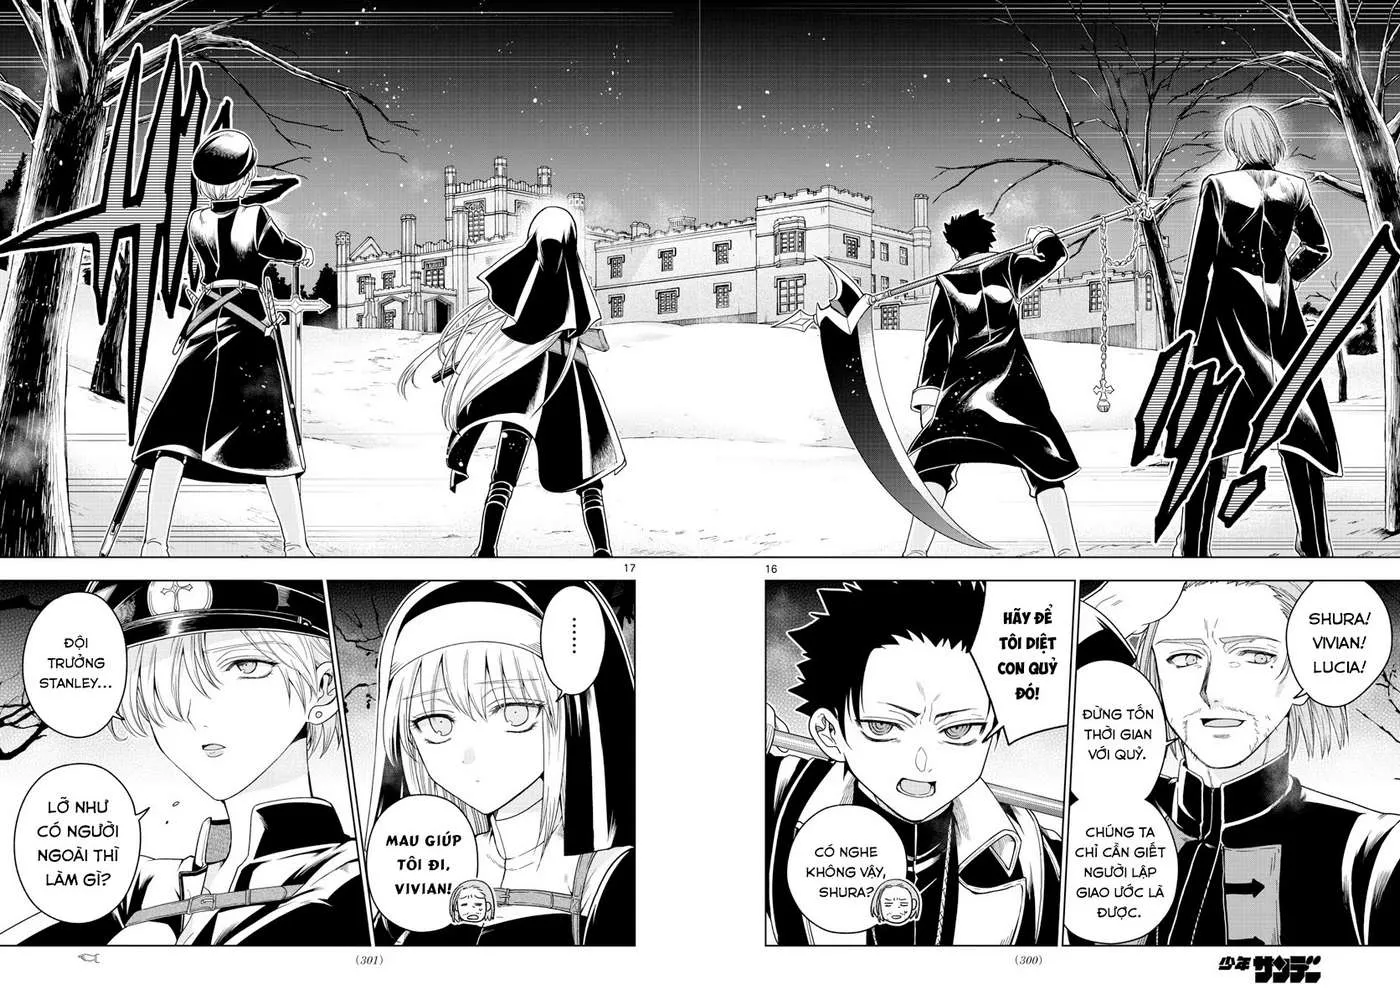 17
16
SHURA!
VIVIAN!
LUCIA!
ĐỪNG TỐN
THỜI GIAN
VỚI QUỶ.
CHÚNG TA
CHỈ CẦN GIẾT
NGƯỜI LẬP
GIAO ƯỚC LÀ
ĐƯỢC.
HÃY ĐỂ
TÔI DIỆT
CON QUỶ
ĐÓ!
CÓ NGHE
KHÔNG VẬY,
SHURA?
......
MAU GIÚP
TÔI ĐI,
VIVIAN!
ĐỘI
TRƯỞNG
STANLEY...
LỠ NHƯ
CÓ NGƯỜI
NGOÀI THÌ
LÀM GÌ?
(301)
(300)
少年サンデー